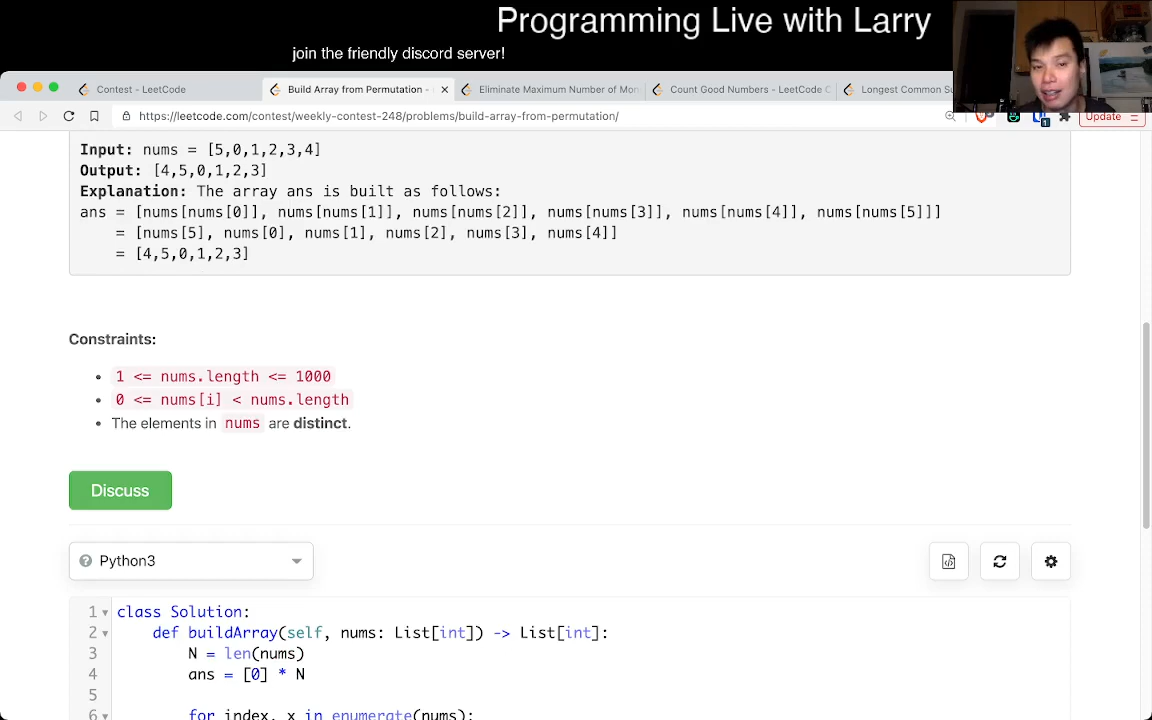 Programming Live with Larry
join the friendly discord server!
Contest - LeetCode
Build Array from Permutation -
Eliminate Maximum Number of Mon
Count Good Numbers - LeetCode C
Longest Common Su
https://leetcode.com/contest/weekly-contest-248/problems/build-array-from-permutation/
Update
Input: nums = [5,0,1,2,3,4]
Output: [4,5,0,1,2,3]
Explanation: The array ans is built as follows:
ans = [nums[nums[0]], nums[nums[1]], nums[nums[2]], nums[nums[3]], nums[nums[4]], nums[nums[5]]]
= [nums[5], nums[0], nums[1], nums[2], nums[3], nums[4]]
= [4,5,0,1,2,3]
Constraints:
• 1 <= nums.length <= 1000
• 0 <= nums[i] < nums.length
• The elements in nums are distinct.
Discuss
Python3
1 class Solution:
2 def buildArray(self, nums: List[int]) -> List[int]:
3 N = len(nums)
4 ans = [0] * N
5
6 for index, x in enumerate(nums):